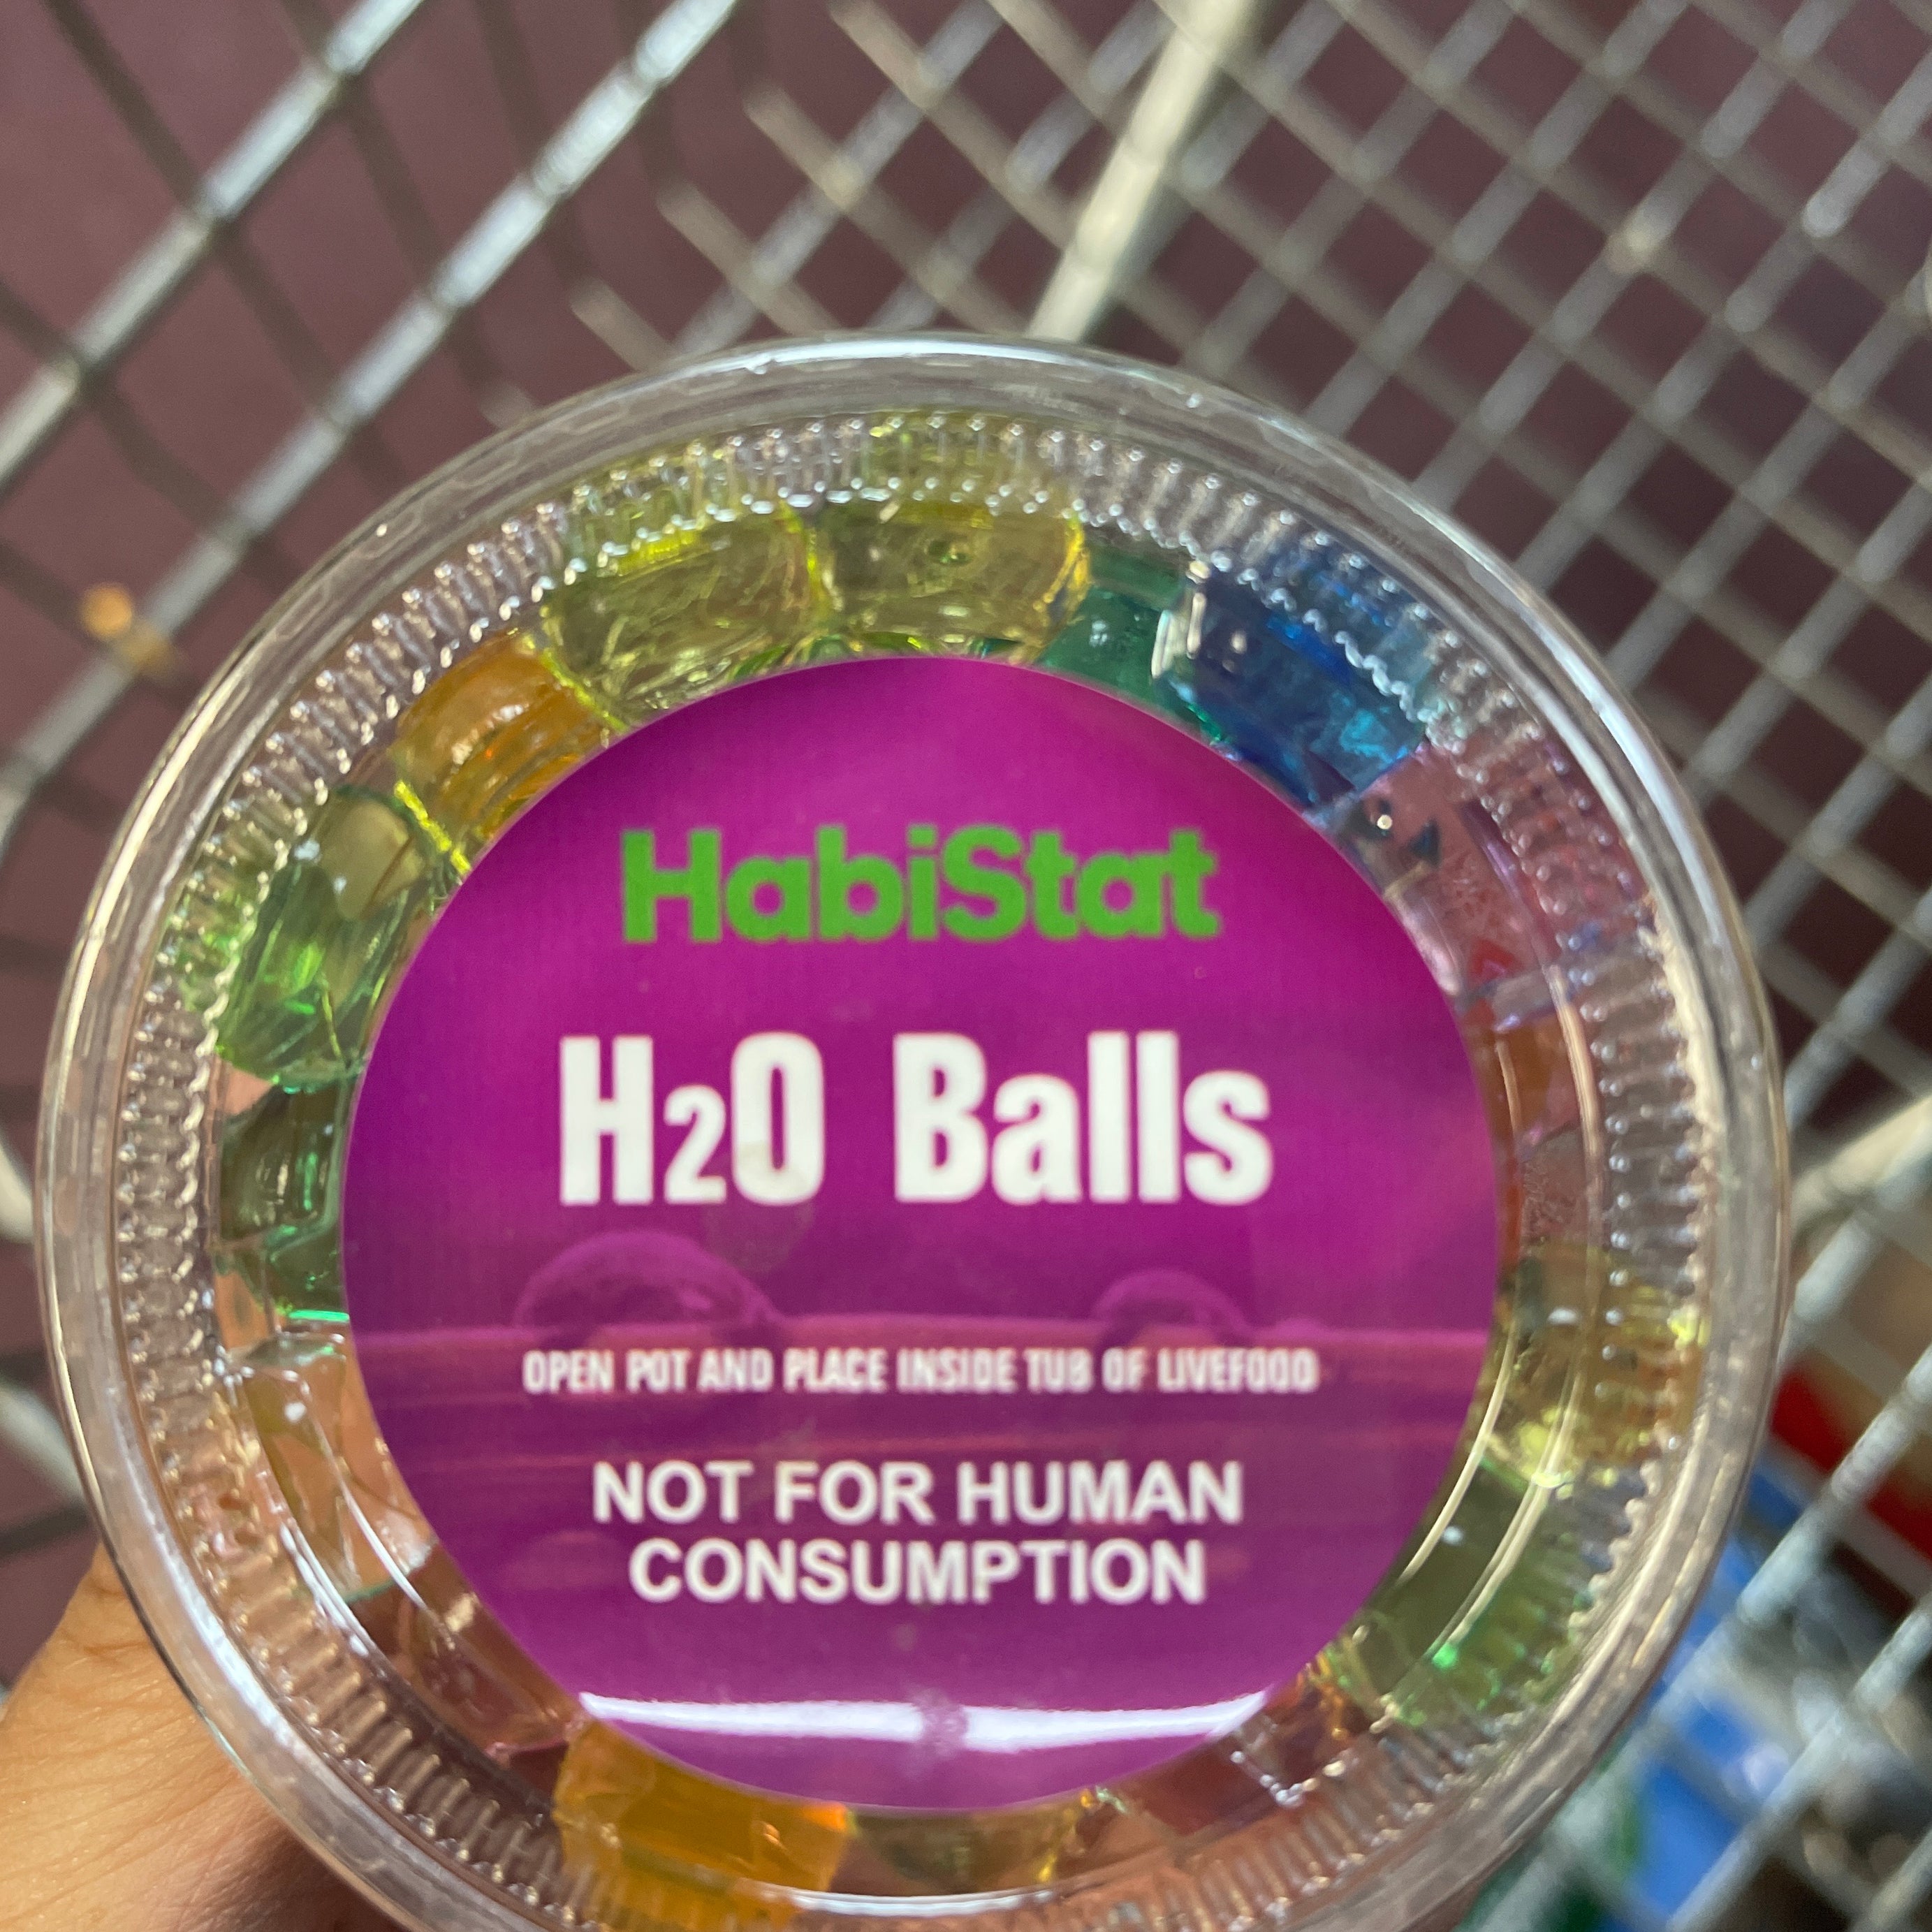 HabiStat
H2O Balls
OPEN POT AND PLACE INSIDE TUB OF LIVEFOOD
NOT FOR HUMAN
CONSUMPTION